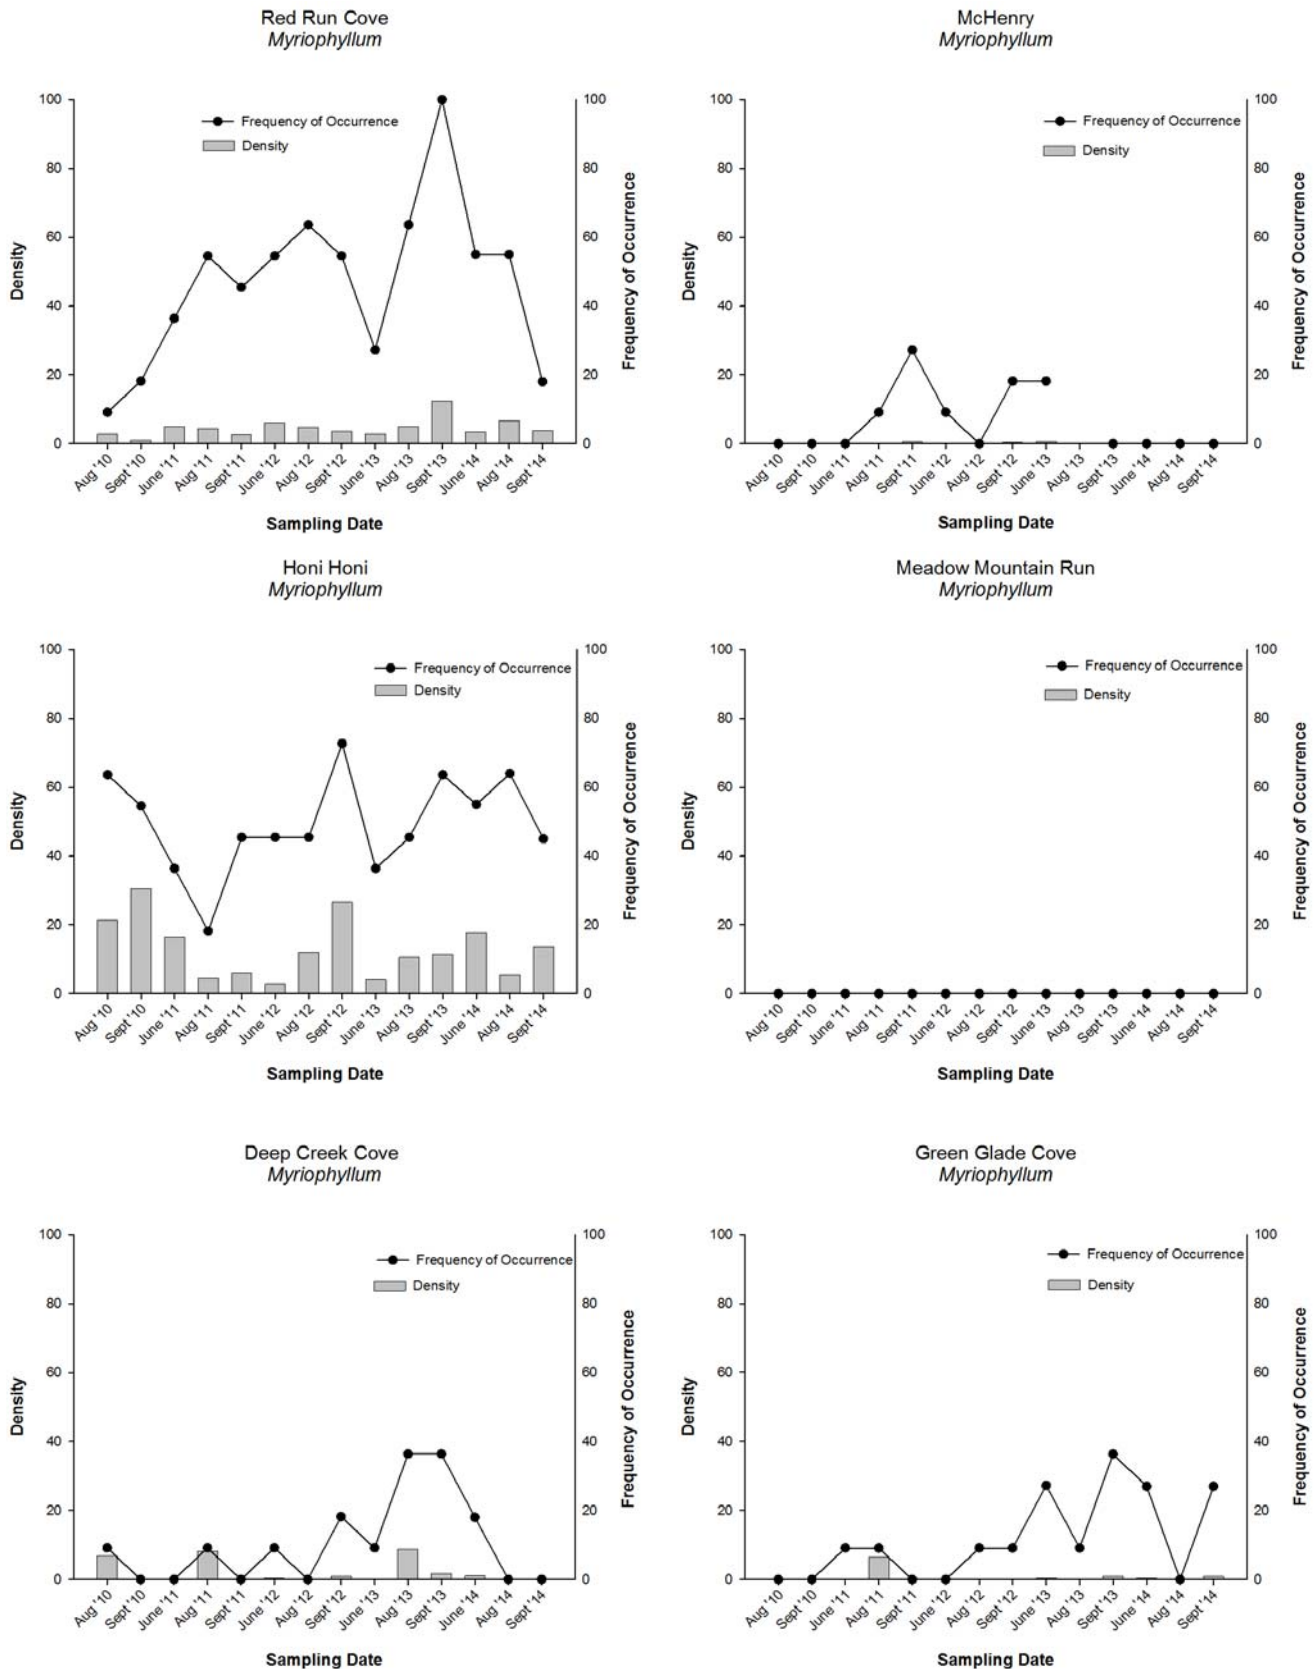 Red Run Cove
Myriophyllum
100
80
60
40
20
0
Density
100
80
60
40
20
0
Frequency of Occurrence
Frequency of Occurrence
Density
Aug '10
Sept '10
June '11
Aug '11
Sept '11
June '12
Aug '12
Sept '12
June '13
Aug '13
Sept '13
June '14
Aug '14
Sept '14
Sampling Date
McHenry
Myriophyllum
100
80
60
40
20
0
Density
100
80
60
40
20
0
Frequency of Occurrence
Frequency of Occurrence
Density
Aug '10
Sept '10
June '11
Aug '11
Sept '11
June '12
Aug '12
Sept '12
June '13
Aug '13
Sept '13
June '14
Aug '14
Sept '14
Sampling Date
Honi Honi
Myriophyllum
100
80
60
40
20
0
Density
100
80
60
40
20
0
Frequency of Occurrence
Frequency of Occurrence
Density
Aug '10
Sept '10
June '11
Aug '11
Sept '11
June '12
Aug '12
Sept '12
June '13
Aug '13
Sept '13
June '14
Aug '14
Sept '14
Sampling Date
Meadow Mountain Run
Myriophyllum
100
80
60
40
20
0
Density
100
80
60
40
20
0
Frequency of Occurrence
Frequency of Occurrence
Density
Aug '10
Sept '10
June '11
Aug '11
Sept '11
June '12
Aug '12
Sept '12
June '13
Aug '13
Sept '13
June '14
Aug '14
Sept '14
Sampling Date
Deep Creek Cove
Myriophyllum
100
80
60
40
20
0
Density
100
80
60
40
20
0
Frequency of Occurrence
Frequency of Occurrence
Density
Aug '10
Sept '10
June '11
Aug '11
Sept '11
June '12
Aug '12
Sept '12
June '13
Aug '13
Sept '13
June '14
Aug '14
Sept '14
Sampling Date
Green Glade Cove
Myriophyllum
100
80
60
40
20
0
Density
100
80
60
40
20
0
Frequency of Occurrence
Frequency of Occurrence
Density
Aug '10
Sept '10
June '11
Aug '11
Sept '11
June '12
Aug '12
Sept '12
June '13
Aug '13
Sept '13
June '14
Aug '14
Sept '14
Sampling Date